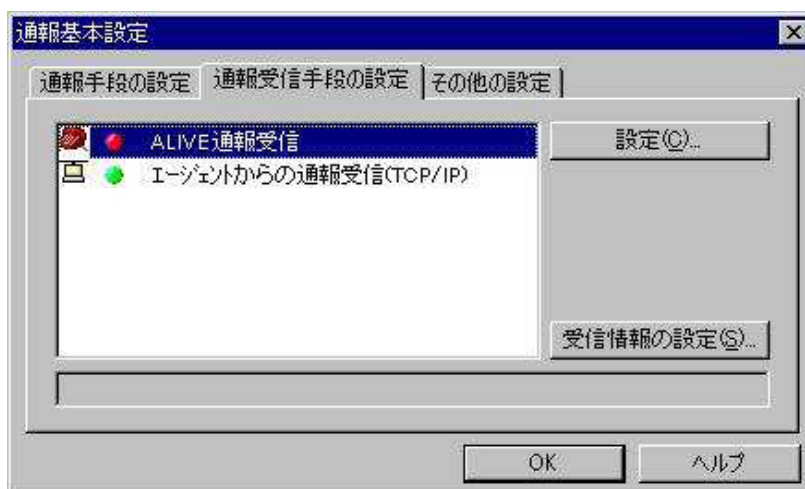 通報基本設定
通報手段の設定 通報受信手段の設定 その他の設定
ALIVE通報受信
設定(C)...
エージェントからの通報受信(TCP/IP)
受信情報の設定(S)...
OK ヘルプ